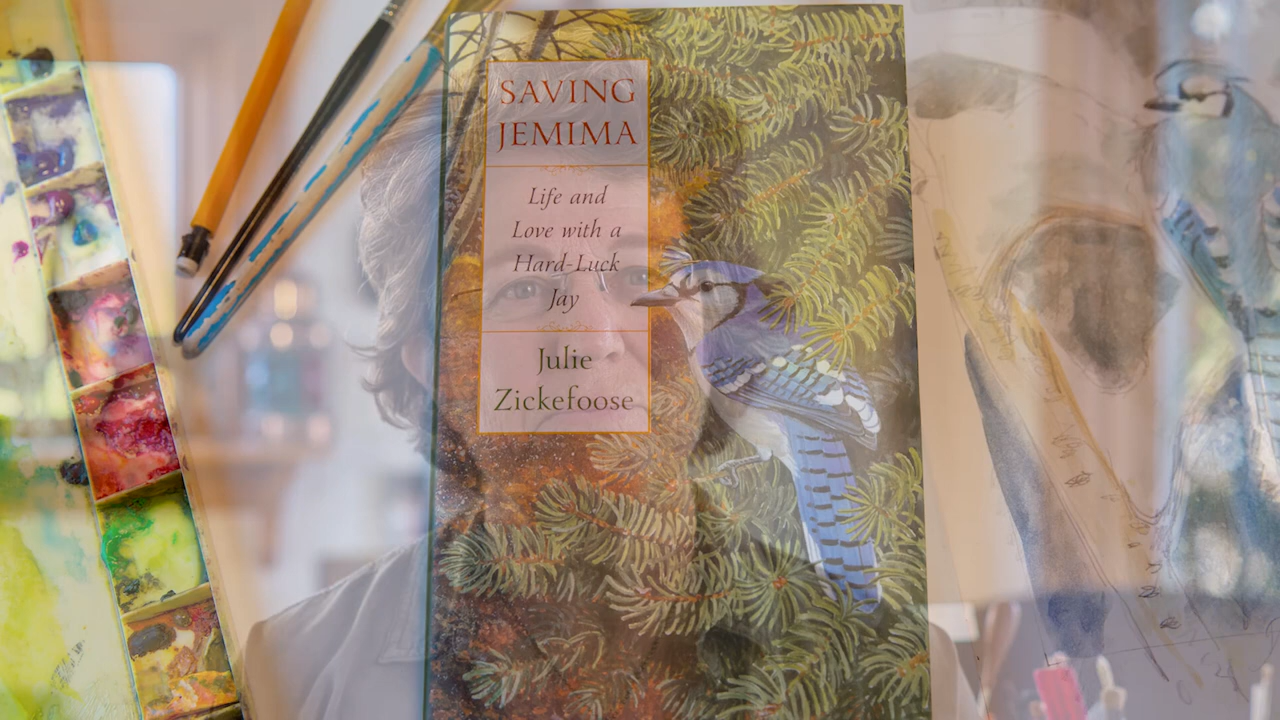 SAVING
JEMIMA
Life and
Love with a
Hard-Luck
Jay
Julie
Zickefoose